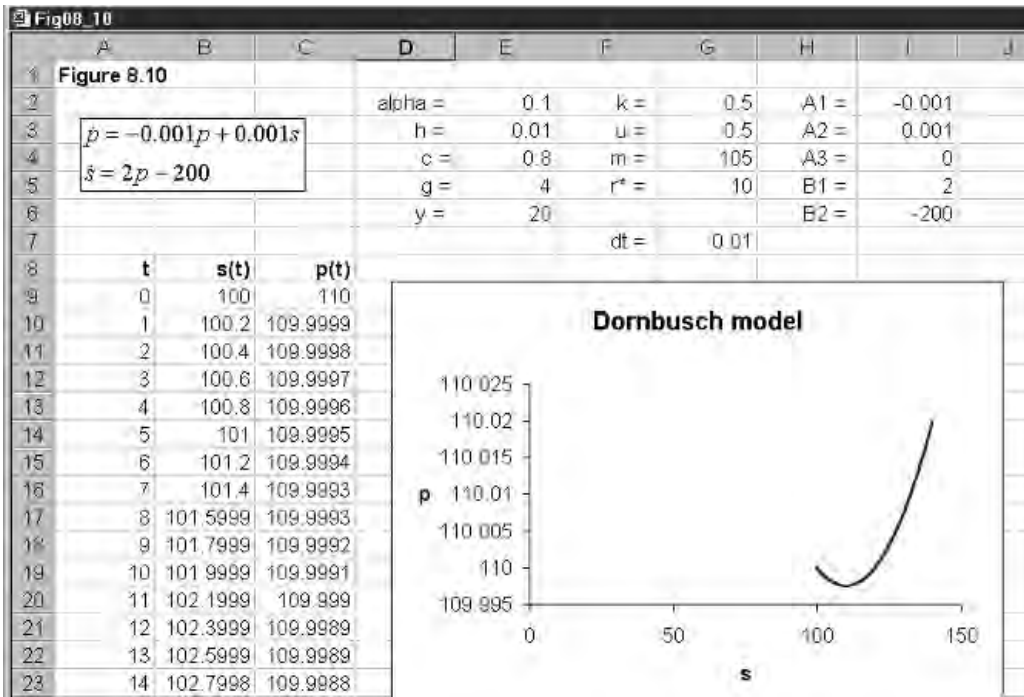 Fig08_10
A B C D E F G H I J
1 Figure 8.10
2 alpha = 0.1 k = 0.5 A1 = -0.001
3 ṗ = −0.001p + 0.001s h = 0.01 u = 0.5 A2 = 0.001
4 ṡ = 2p − 200 c = 0.8 m = 105 A3 = 0
5 g = 4 r* = 10 B1 = 2
6 y = 20 B2 = -200
7 dt = 0.01
8 t s(t) p(t)
9 0 100 110
10 1 100.2 109.9999
11 2 100.4 109.9998
12 3 100.6 109.9997
13 4 100.8 109.9996
14 5 101 109.9995
15 6 101.2 109.9994
16 7 101.4 109.9993
17 8 101.5999 109.9993
18 9 101.7999 109.9992
19 10 101.9999 109.9991
20 11 102.1999 109.999
21 12 102.3999 109.9989
22 13 102.5999 109.9989
23 14 102.7998 109.9988
Dornbusch model
110.025
110.02
110.015
p 110.01
110.005
110
109.995
0 50 100 150
s